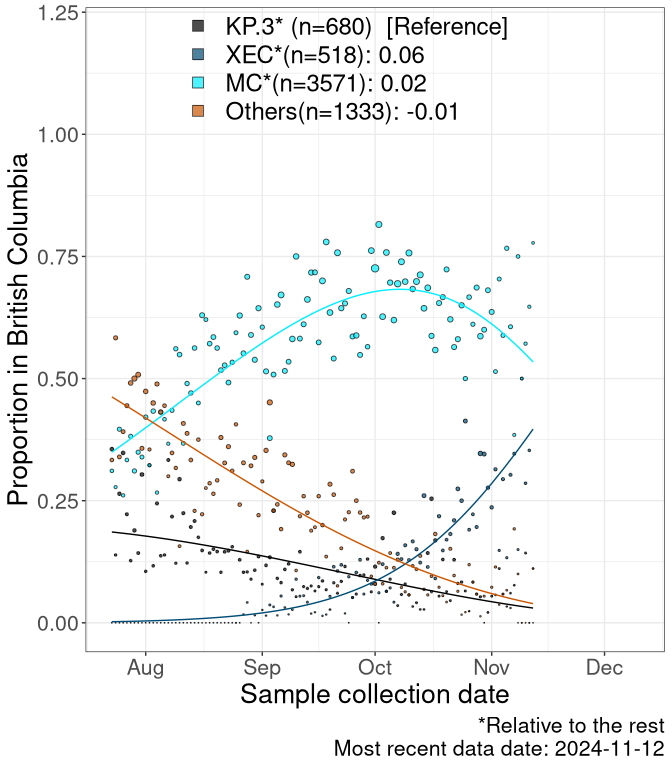 KP.3* (n=680)  [Reference]
XEC*(n=518): 0.06
MC*(n=3571): 0.02
Others(n=1333): -0.01
Proportion in British Columbia
1.25
1.00
0.75
0.50
0.25
0.00
Aug Sep Oct Nov Dec
Sample collection date
*Relative to the rest
Most recent data date: 2024-11-12